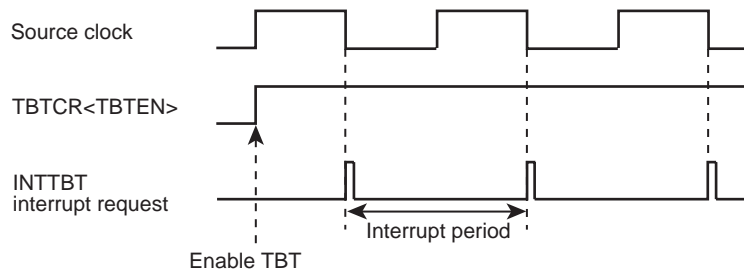 Source clock
TBTCR<TBTEN>
INTTBT
interrupt request
Interrupt period
Enable TBT